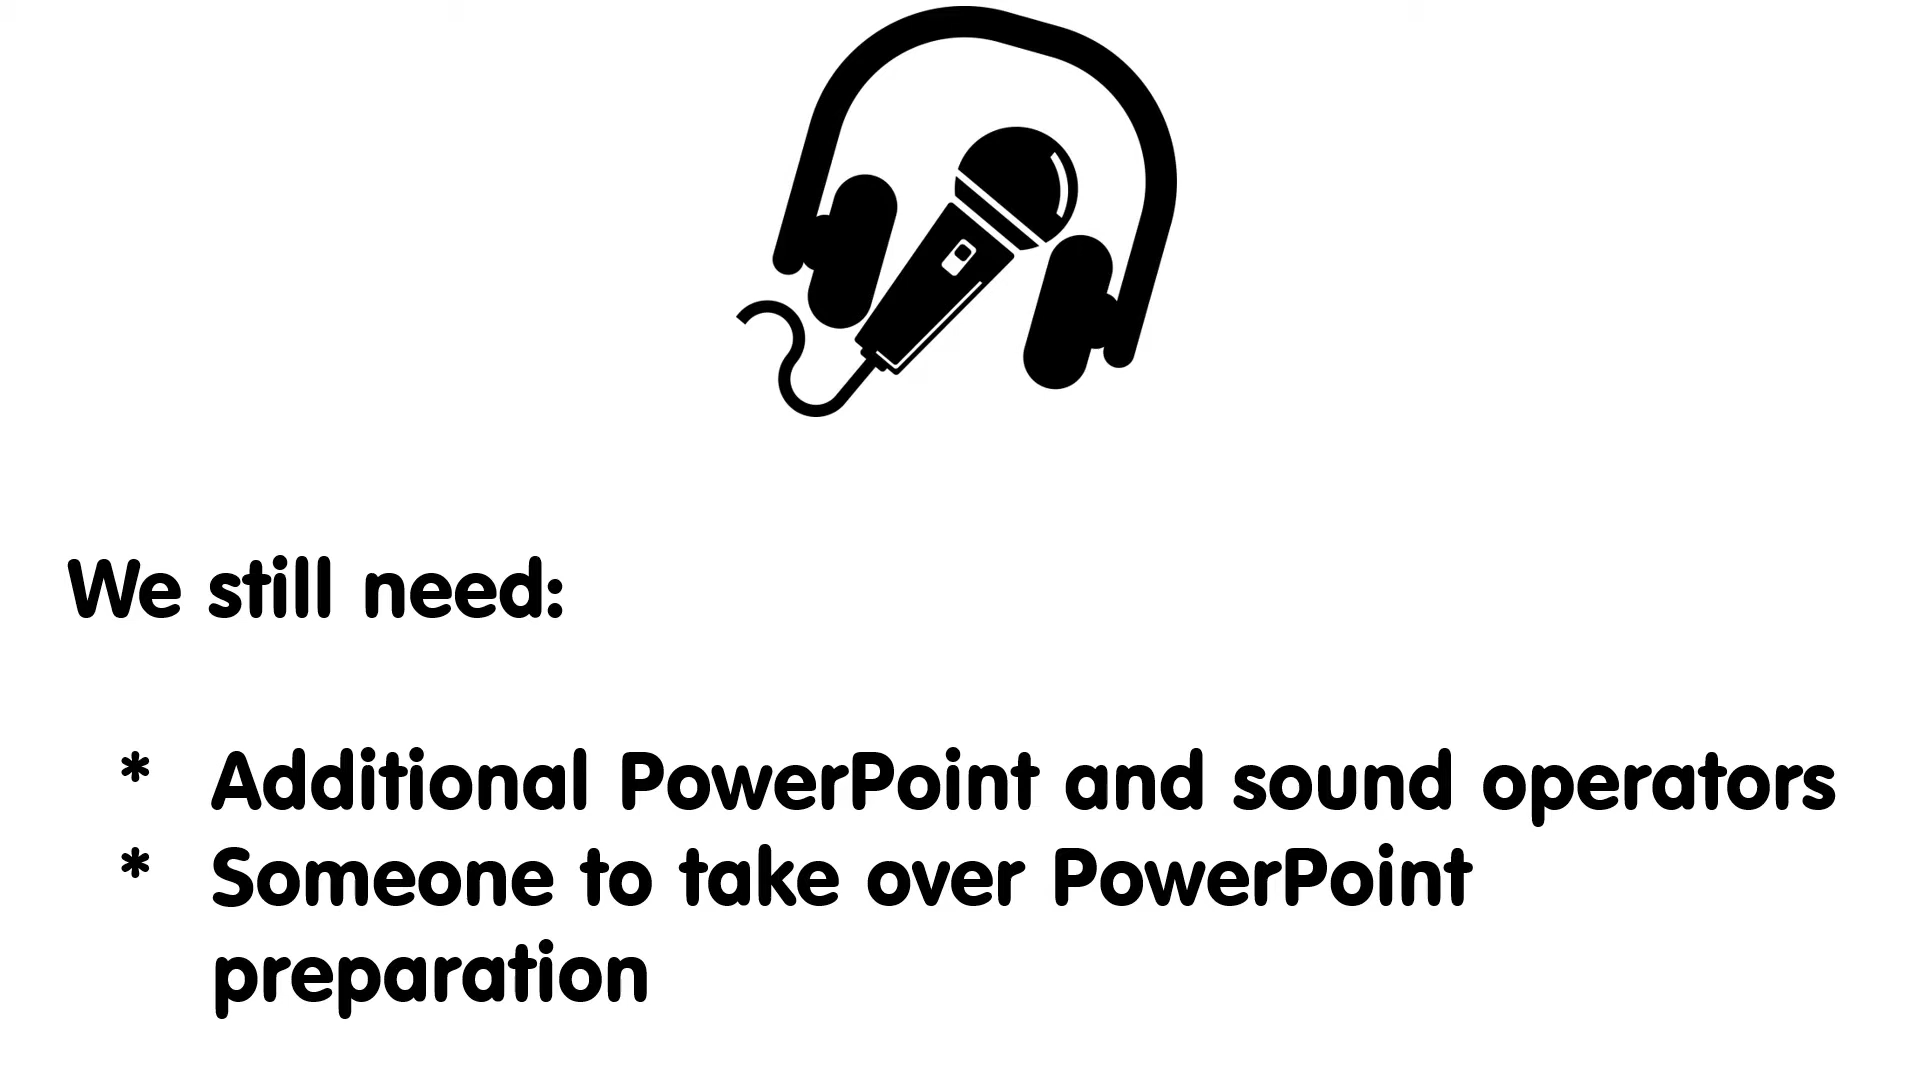 We still need:
* Additional PowerPoint and sound operators
* Someone to take over PowerPoint
preparation